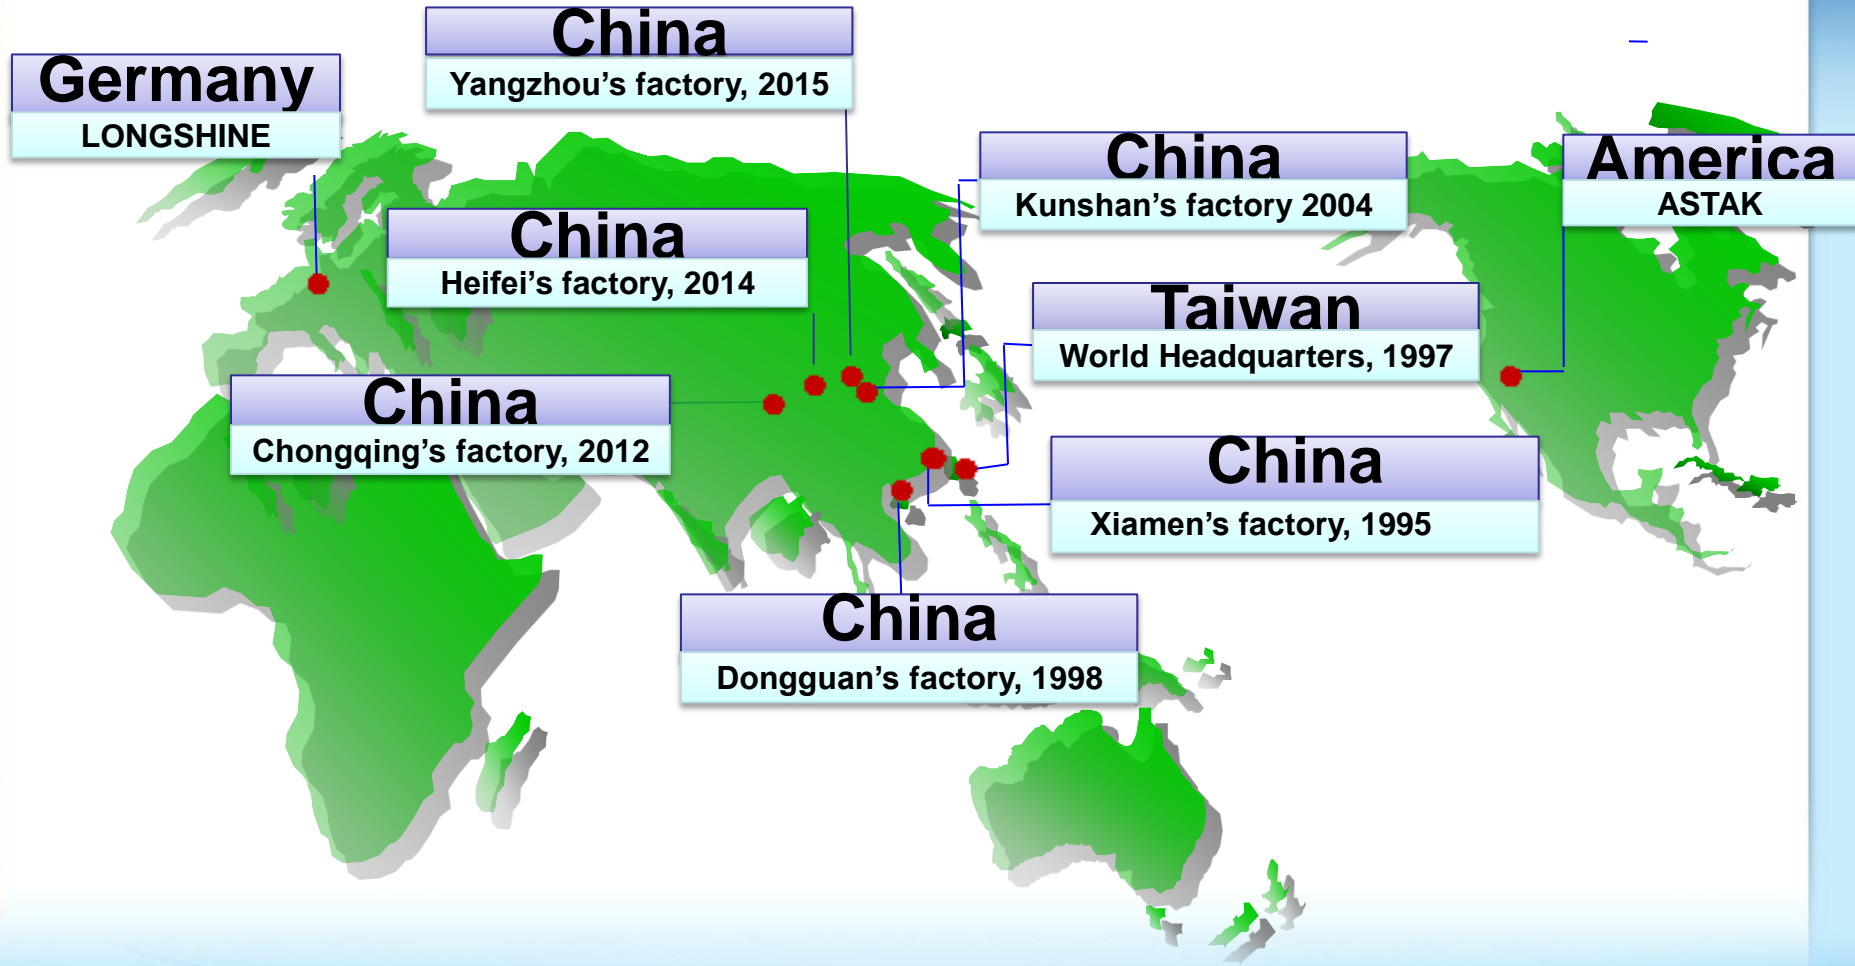 China
Yangzhou’s factory, 2015
Germany
LONGSHINE
China
Kunshan’s factory 2004
America
ASTAK
China
Heifei’s factory, 2014
Taiwan
World Headquarters, 1997
China
Chongqing’s factory, 2012
China
Xiamen’s factory, 1995
China
Dongguan’s factory, 1998